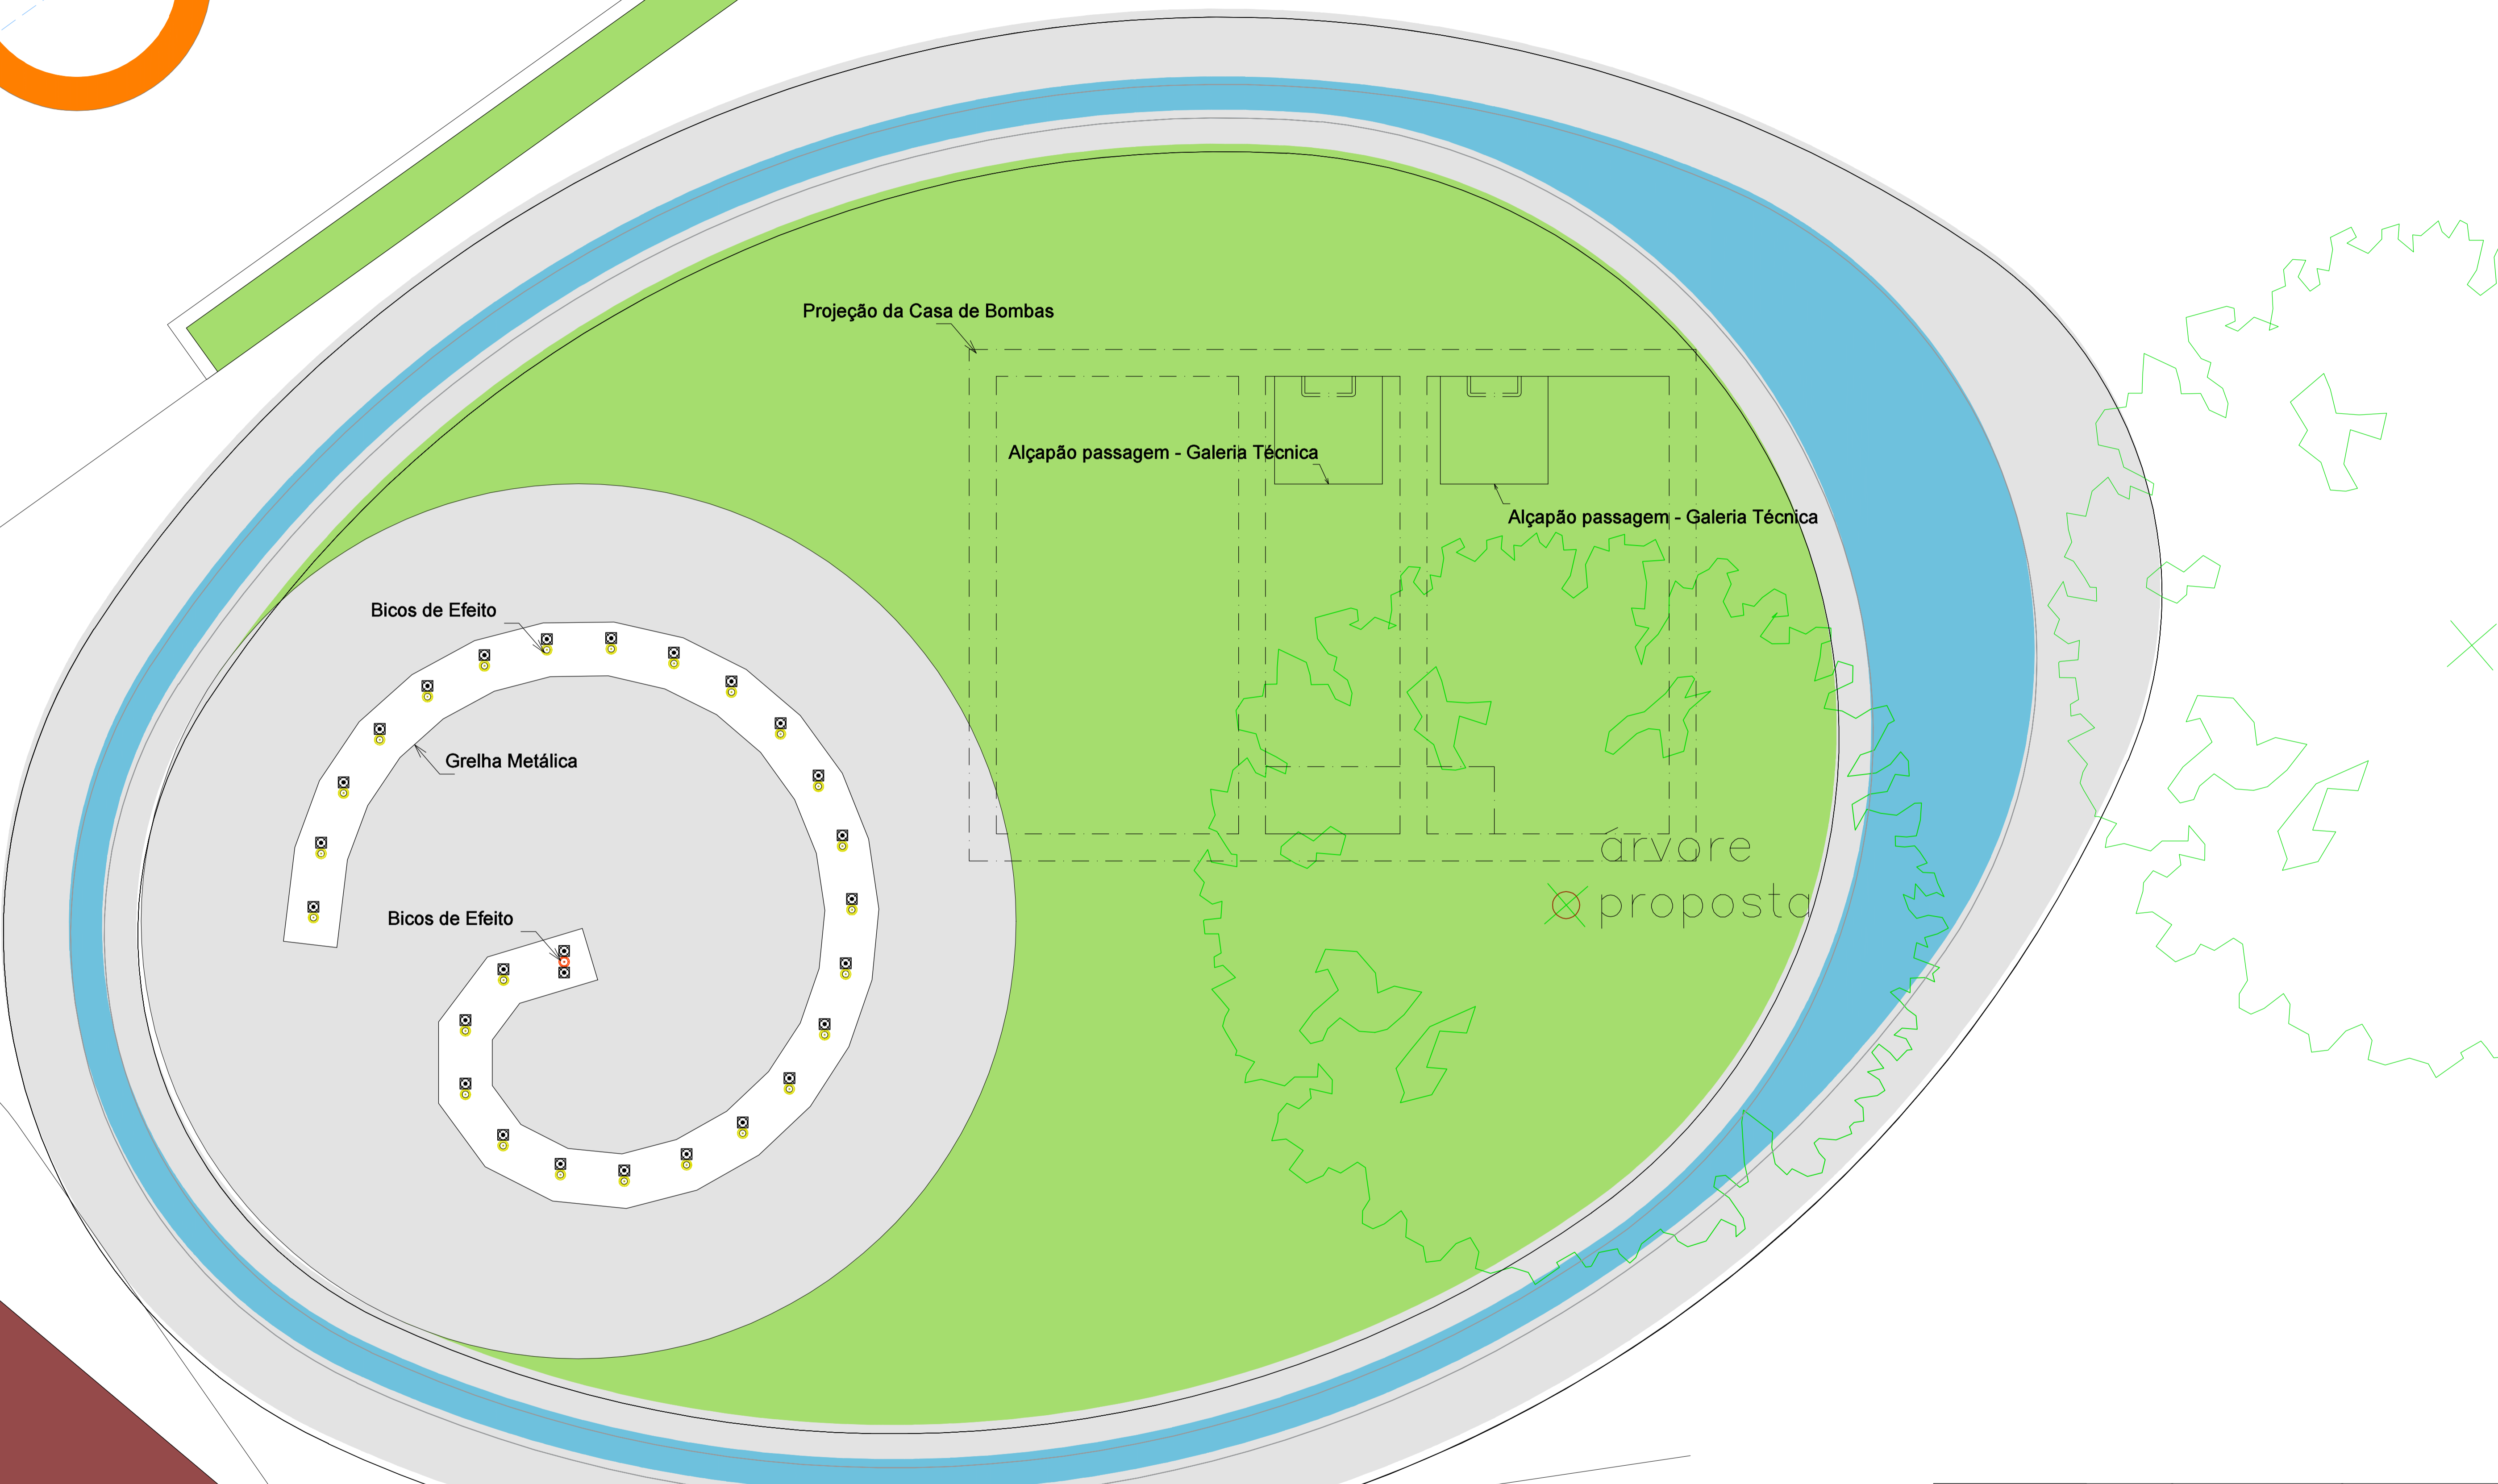 Projeção da Casa de Bombas
Alçapão passagem - Galeria Técnica
Alçapão passagem - Galeria Técnica
Bicos de Efeito
Grelha Metálica
árvore
proposta
Bicos de Efeito